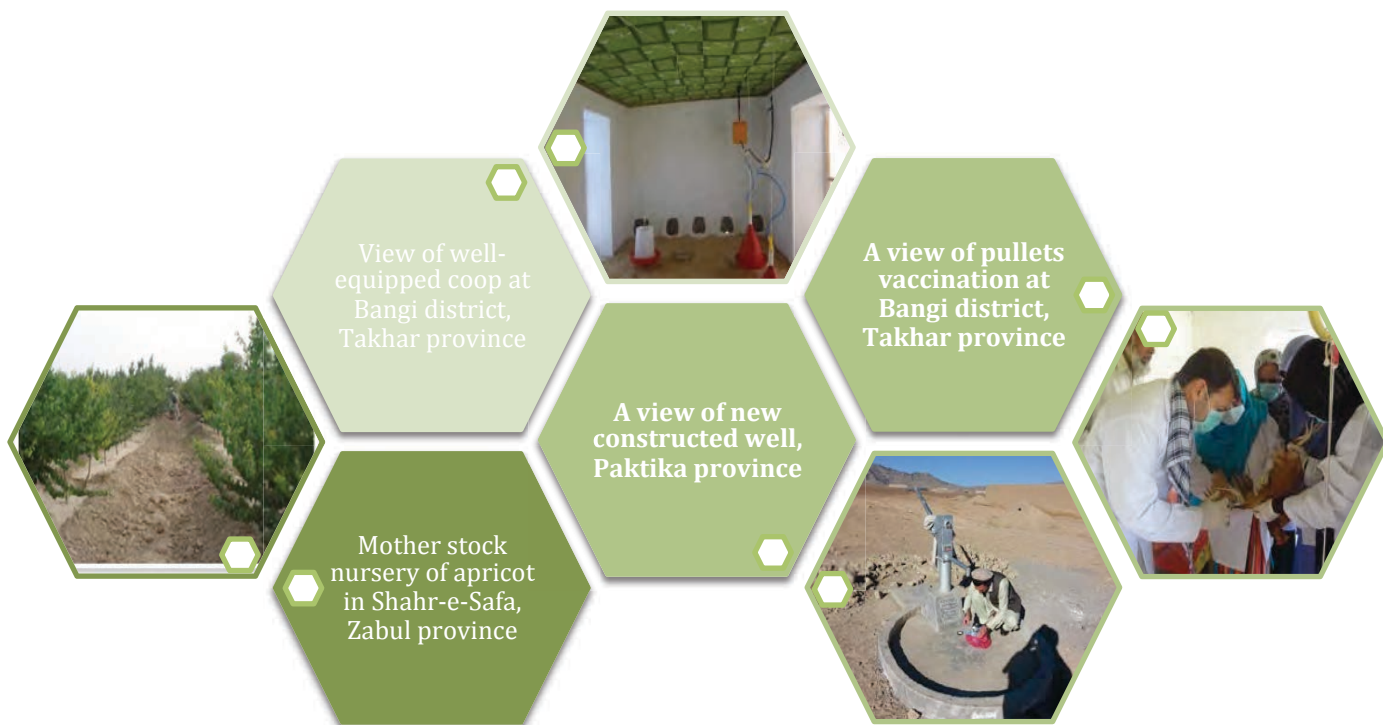 View of well-
equipped coop at
Bangi district,
Takhar province
A view of pullets
vaccination at
Bangi district,
Takhar province
A view of new
constructed well,
Paktika province
Mother stock
nursery of apricot
in Shahr-e-Safa,
Zabul province